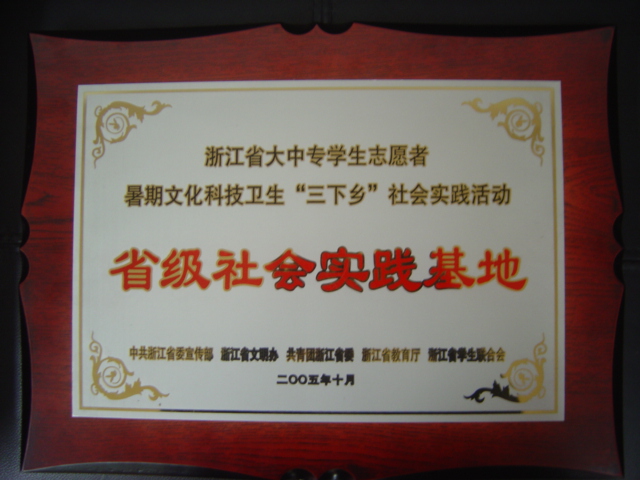 浙江省大中专学生志愿者
暑期文化科技卫生“三下乡”社会实践活动
省级社会实践基地
中共浙江省委宣传部 浙江省文明办 共青团浙江省委 浙江省教育厅 浙江省学生联合会
二〇〇五年十月